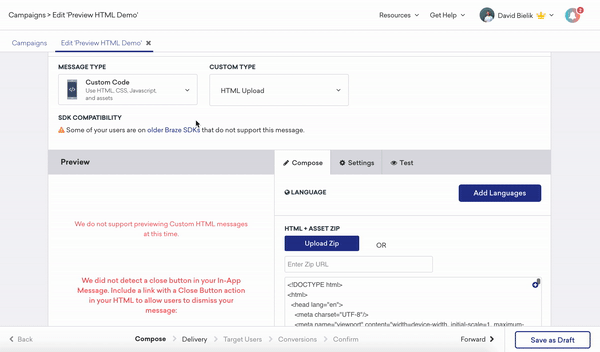 Campaigns > Edit 'Preview HTML Demo'
Resources
Get Help
David Bielik
2
Campaigns
Edit 'Preview HTML Demo'
MESSAGE TYPE
CUSTOM TYPE
Custom Code
Use HTML, CSS, Javascript,
and assets
HTML Upload
SDK COMPATIBILITY
Some of your users are on older Braze SDKs that do not support this message.
Preview
Compose
Settings
Test
We do not support previewing Custom HTML messages
at this time.
We did not detect a close button in your In-App
Message. Include a link with a Close Button action
in your HTML to allow users to dismiss your
message:
LANGUAGE
Add Languages
HTML + ASSET ZIP
Upload Zip
OR
Enter Zip URL
<!DOCTYPE html>
<html>
<head lang="en">
<meta charset="UTF-8"/>
<meta name="viewport" content="width=device-width, initial-scale=1, maximum-
Back
Compose
Delivery
Target Users
Conversions
Confirm
Forward
Save as Draft